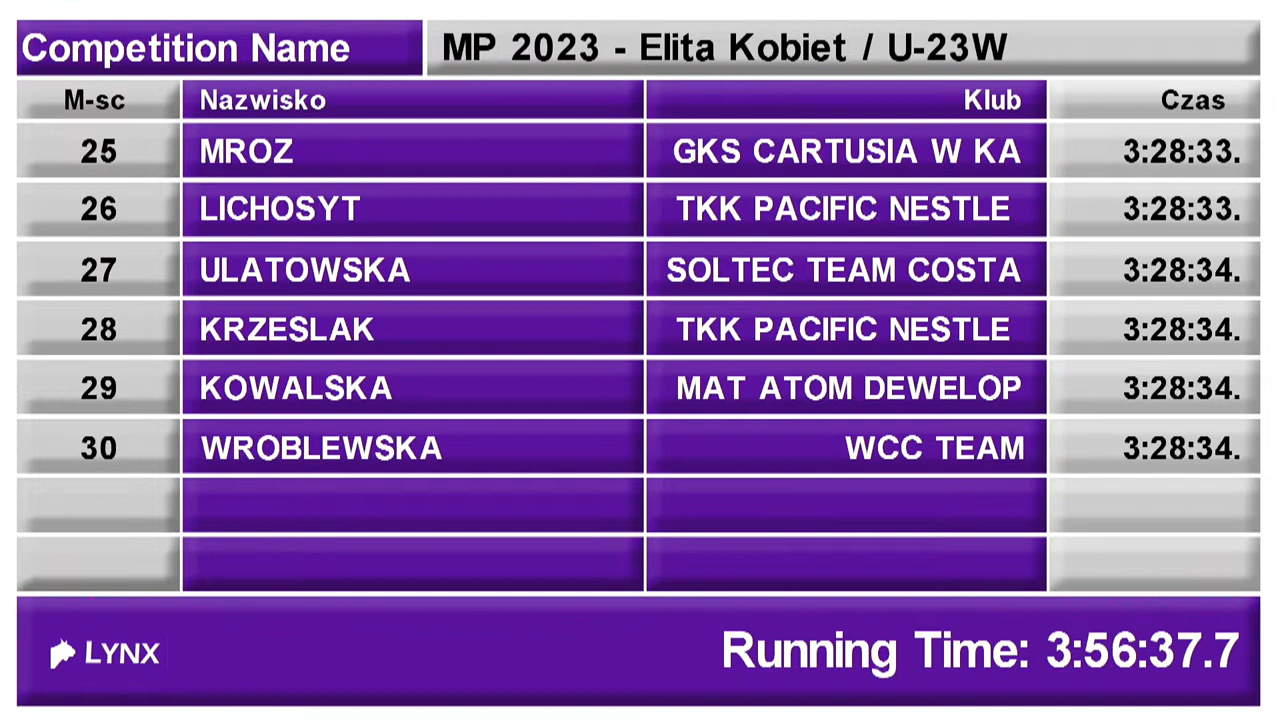 Competition Name MP 2023 - Elita Kobiet / U-23W
M-sc Nazwisko Klub Czas
25 MROZ GKS CARTUSIA W KA 3:28:33.
26 LICHOSYT TKK PACIFIC NESTLE 3:28:33.
27 ULATOWSKA SOLTEC TEAM COSTA 3:28:34.
28 KRZESLAK TKK PACIFIC NESTLE 3:28:34.
29 KOWALSKA MAT ATOM DEWELOP 3:28:34.
30 WROBLEWSKA WCC TEAM 3:28:34.
LYNX Running Time: 3:56:37.7